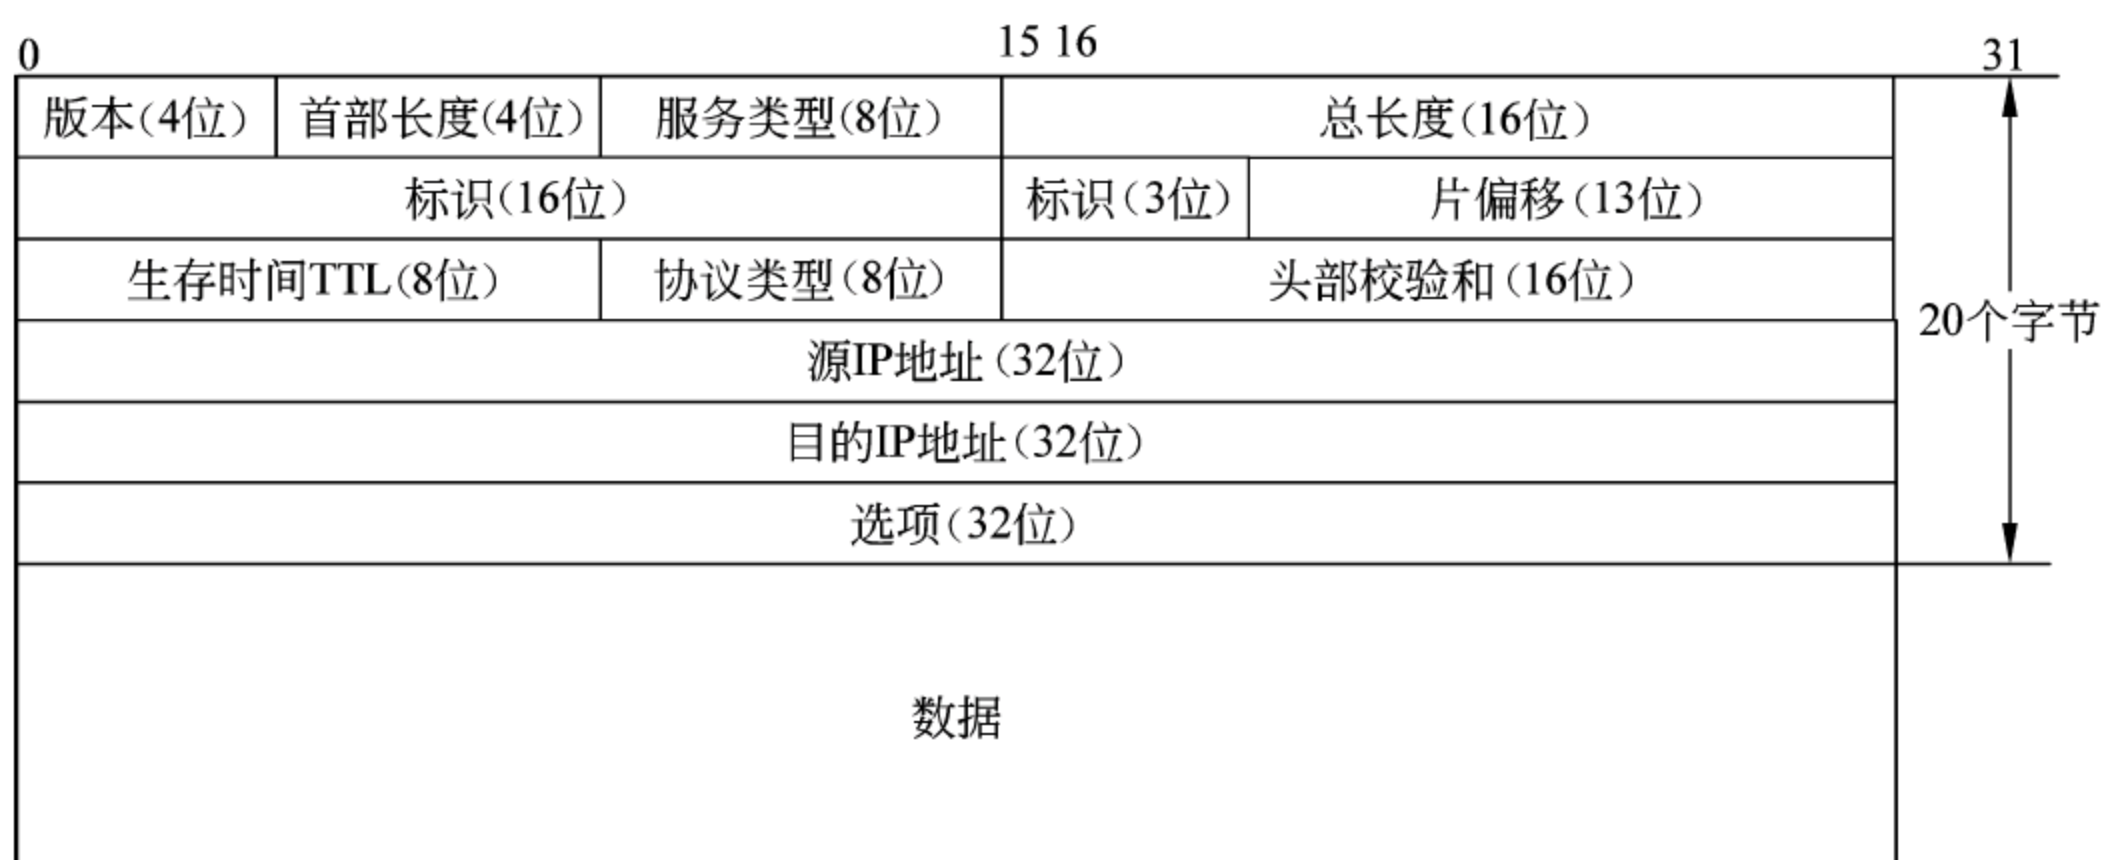 0 15 16 31
版本(4位) 首部长度(4位) 服务类型(8位) 总长度(16位)
标识(16位) 标识(3位) 片偏移(13位)
生存时间TTL(8位) 协议类型(8位) 头部校验和(16位)
20个字节
源IP地址(32位)
目的IP地址(32位)
选项(32位)
数据